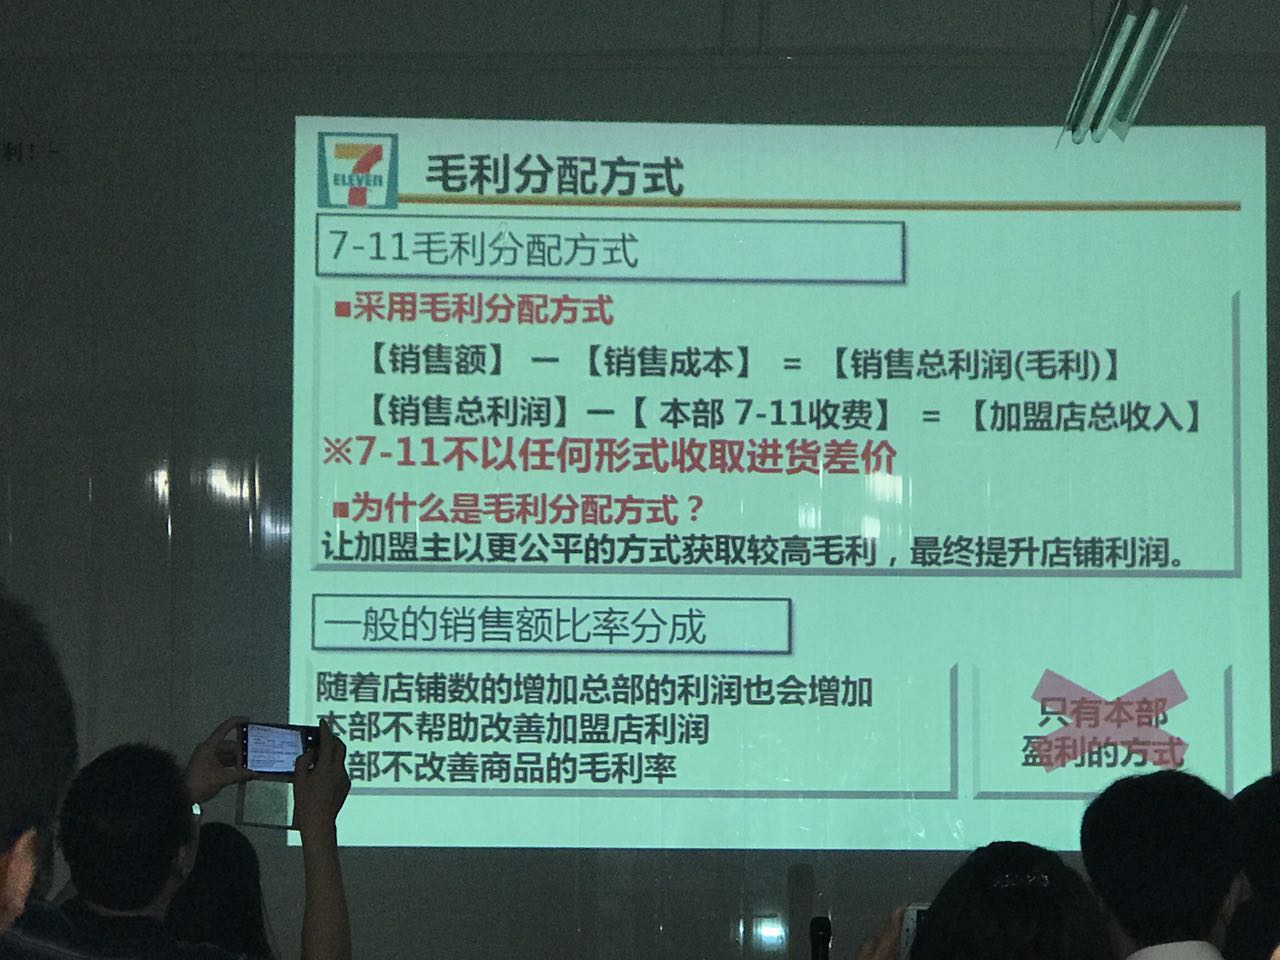 利！
7
ELEVEN
毛利分配方式
7-11毛利分配方式
■采用毛利分配方式
【销售额】 － 【销售成本】 = 【销售总利润(毛利)】
【销售总利润】－【 本部 7-11收费】 = 【加盟店总收入】
※7-11不以任何形式收取进货差价
■为什么是毛利分配方式？
让加盟主以更公平的方式获取较高毛利，最终提升店铺利润。
一般的销售额比率分成
随着店铺数的增加总部的利润也会增加
本部不帮助改善加盟店利润
部不改善商品的毛利率
只有本部
盈利的方式